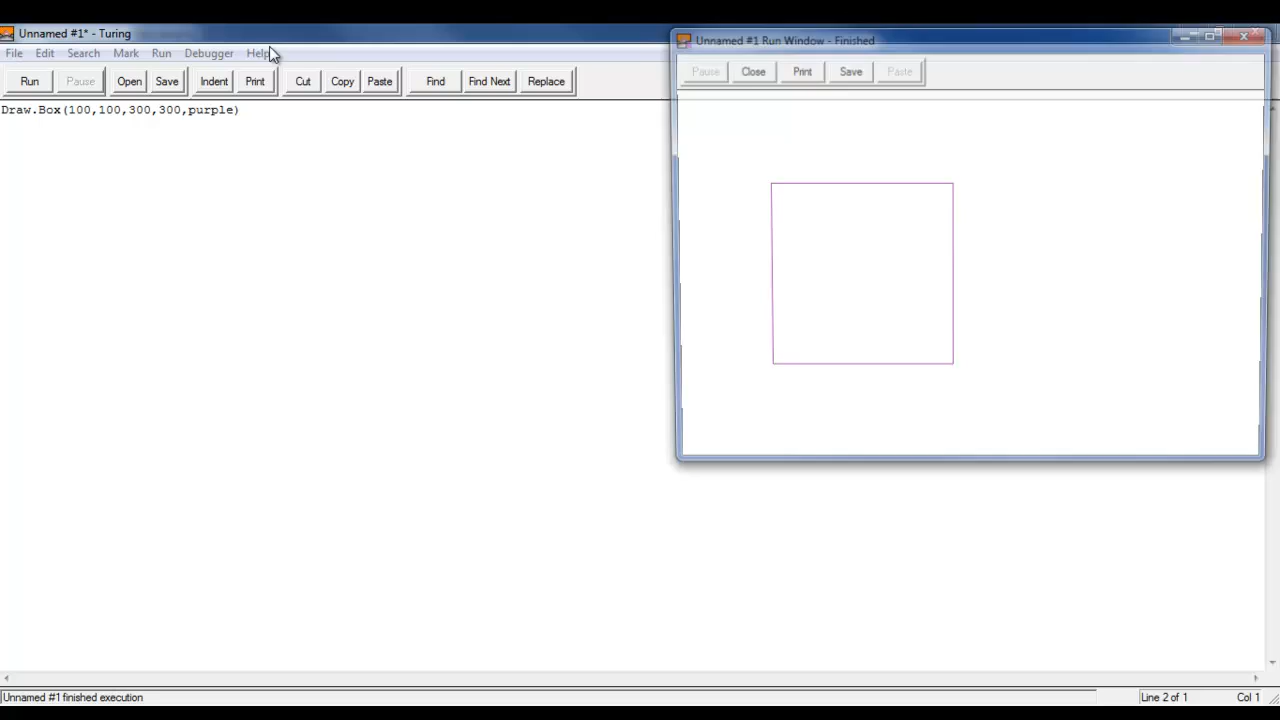 Unnamed #1* - Turing
File Edit Search Mark Run Debugger Help
Run Pause Open Save Indent Print Cut Copy Paste Find Find Next Replace
Draw.Box(100,100,300,300,purple)
Unnamed #1 Run Window - Finished
Pause Close Print Save Paste
Unnamed #1 finished execution
Line 2 of 1 Col 1